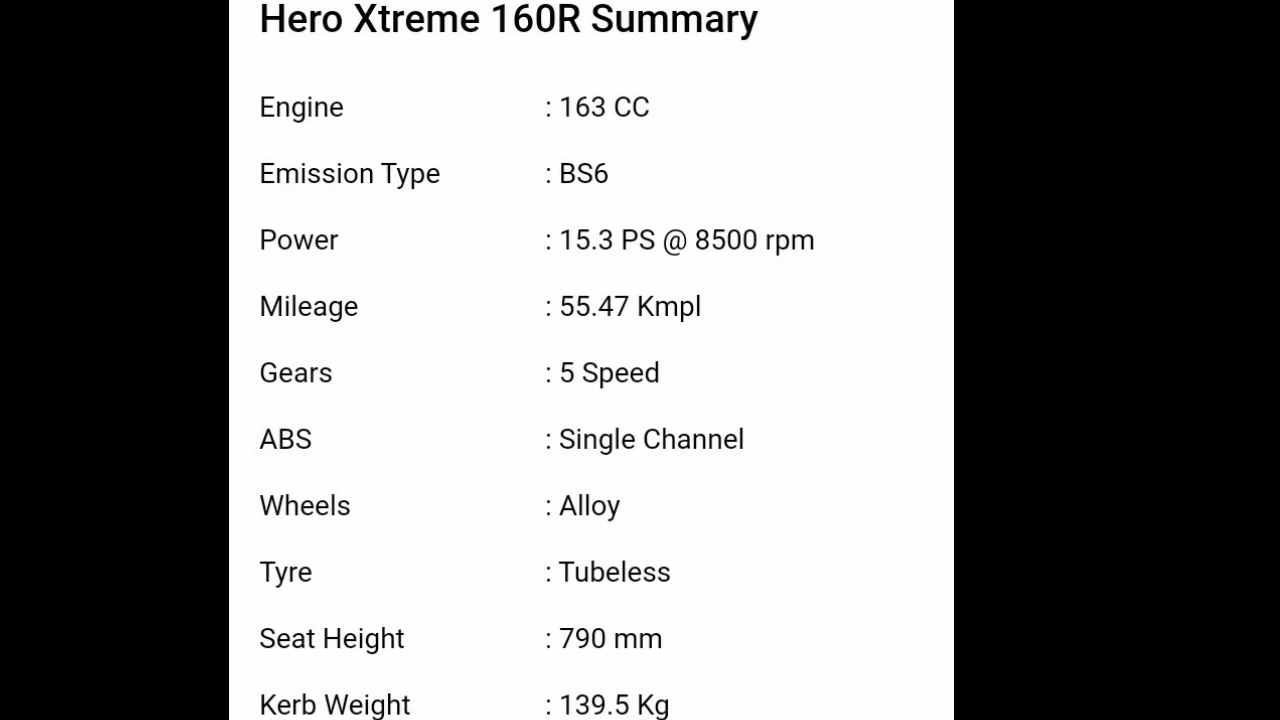 Hero Xtreme 160R Summary
Engine : 163 CC
Emission Type : BS6
Power : 15.3 PS @ 8500 rpm
Mileage : 55.47 Kmpl
Gears : 5 Speed
ABS : Single Channel
Wheels : Alloy
Tyre : Tubeless
Seat Height : 790 mm
Kerb Weight : 139.5 Kg